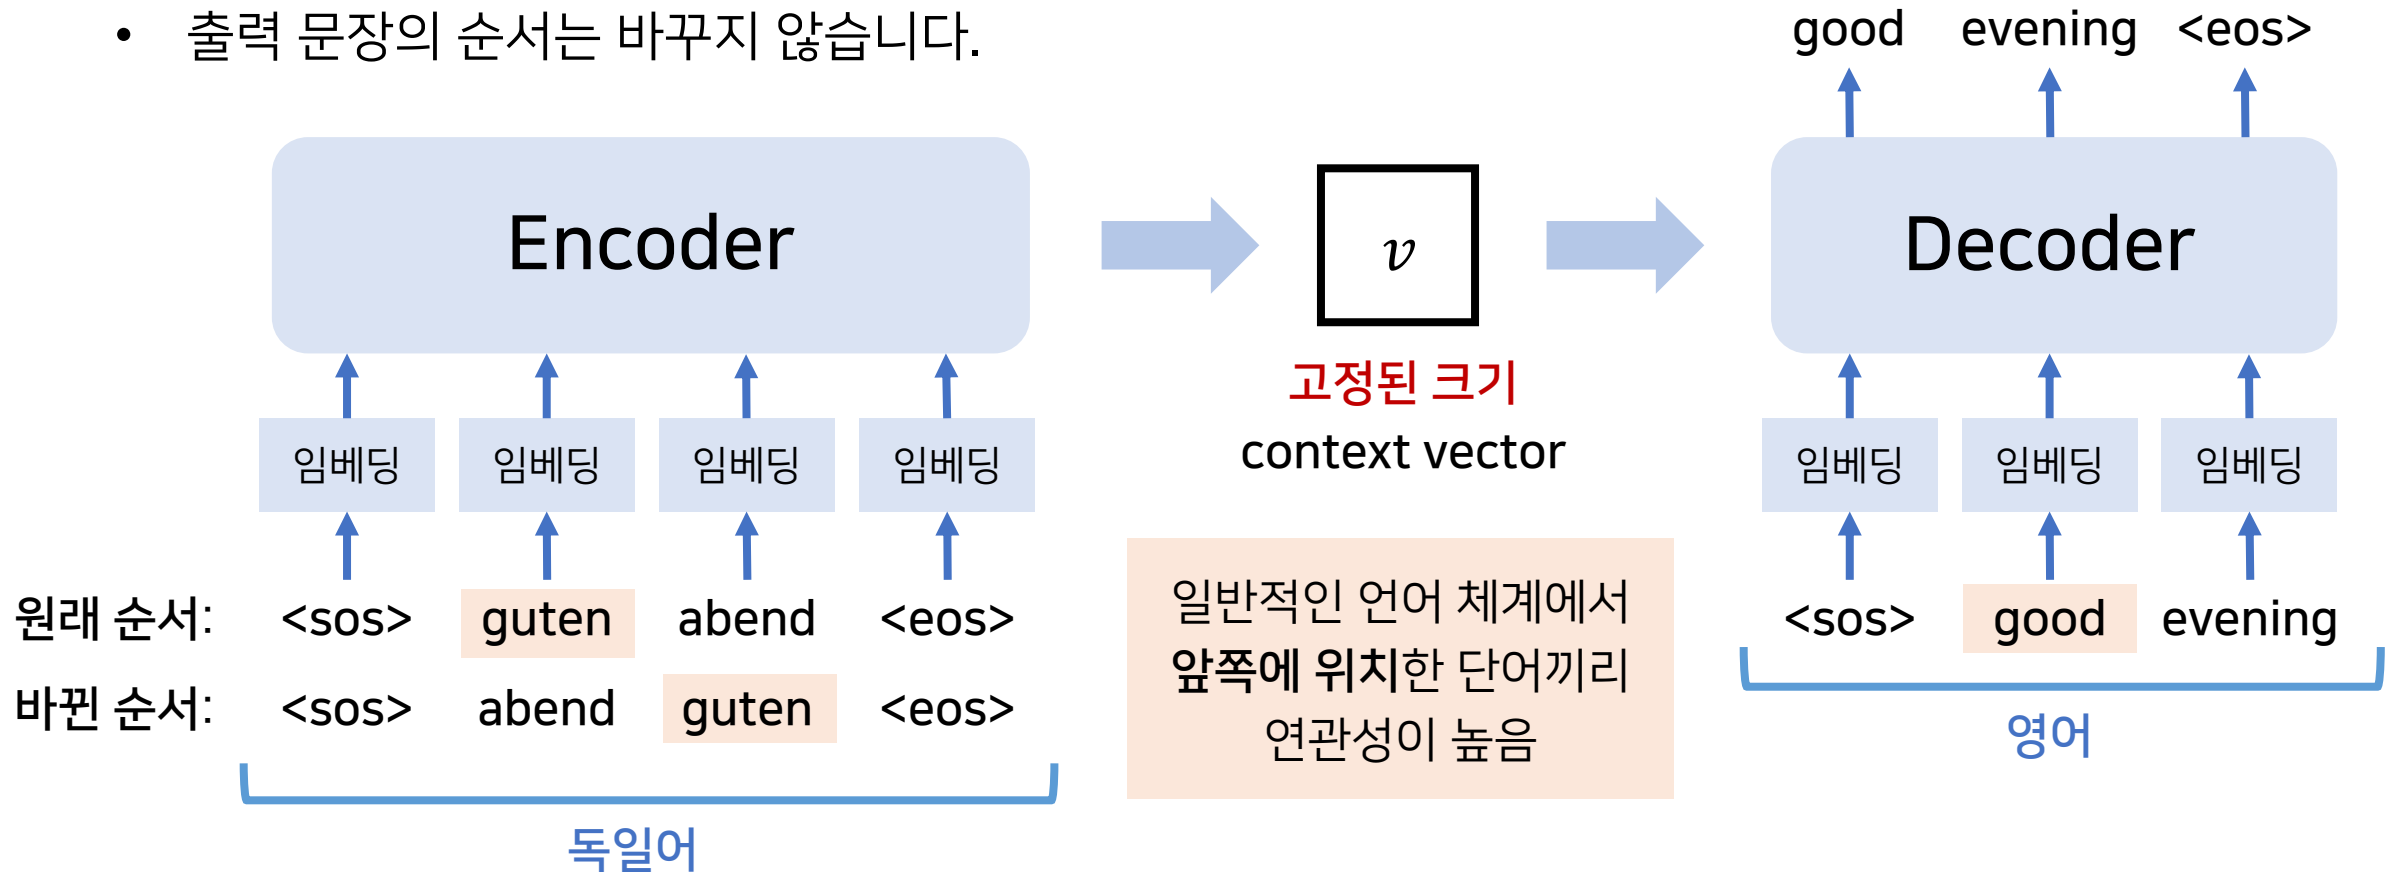 • 출력 문장의 순서는 바꾸지 않습니다.
good evening <eos>
Encoder
v
Decoder
고정된 크기
context vector
임베딩 임베딩 임베딩 임베딩
임베딩 임베딩 임베딩
원래 순서: <sos> guten abend <eos>
바뀐 순서: <sos> abend guten <eos>
독일어
일반적인 언어 체계에서
앞쪽에 위치한 단어끼리
연관성이 높음
<sos> good evening
영어